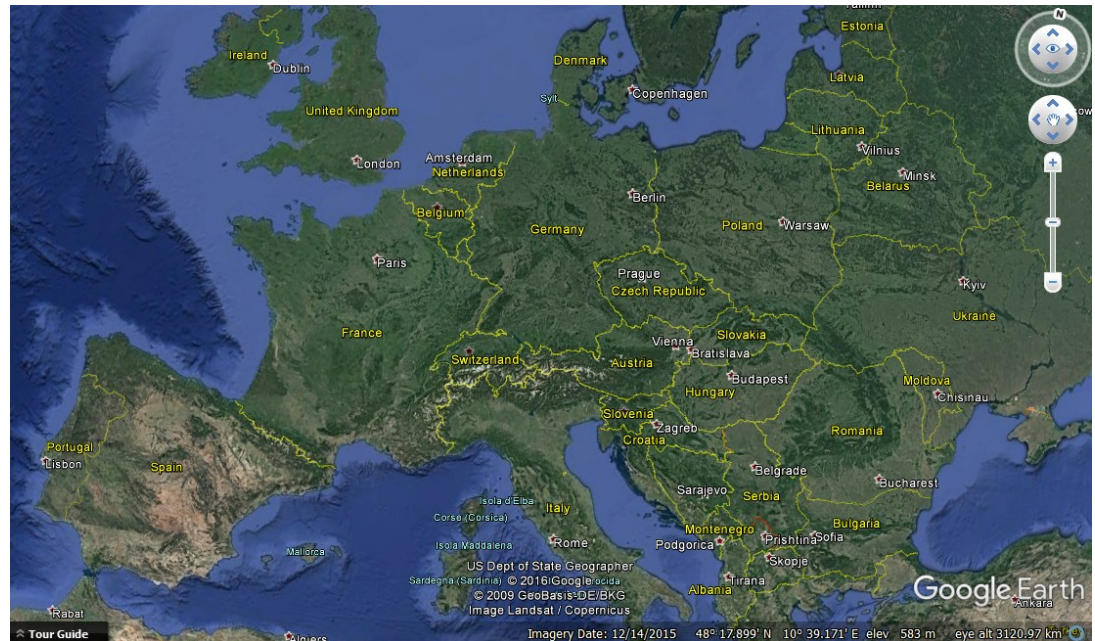 Tallinn
N
Estonia
Ireland
Dublin
Denmark
Latvia
Copenhagen
Sylt
United Kingdom
Lithuania
Vilnius
London
Amsterdam
Netherlands
Minsk
Belarus
Berlin
Belgium
Germany
Poland
Warsaw
Paris
Prague
Czech Republic
Kyiv
Ukraine
France
Slovakia
Vienna
Bratislava
Switzerland
Austria
Budapest
Hungary
Moldova
Chisinau
Slovenia
Zagreb
Croatia
Romania
Portugal
Lisbon
Spain
Belgrade
Bucharest
Sarajevo
Serbia
Isola d'Elba
Italy
Corse (Corsica)
Montenegro
Bulgaria
Podgorica
Prishtina
Sofia
Rome
Isola Maddalena
Mallorca
Skopje
US Dept of State Geographer
Sardegna (Sardinia)
© 2016 Google
Tirana
Albania
© 2009 GeoBasis-DE/BKG
Google Earth
Ankara
Image Landsat / Copernicus
Rabat
Tour Guide
Algiers
Imagery Date: 12/14/2015 48° 17.899' N 10° 39.171' E elev 583 m eye alt 3120.97 km